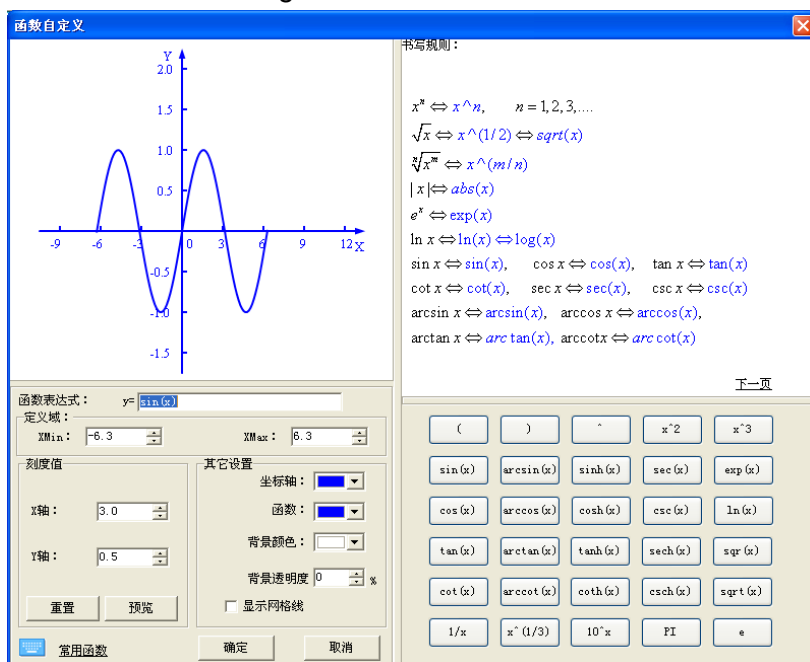 g
函数自定义
Y
2.0
1.5
1.0
0.5
-9 -6 -3 0 3 6 9 12 X
-0.5
-1.0
-1.5
函数表达式： y= sin(x)
定义域：
XMin： -6.3 XMax： 6.3
刻度值
X轴： 3.0
Y轴： 0.5
重置 预览
其它设置
坐标轴：
函数：
背景颜色：
背景透明度 0 %
显示网格线
常用函数 确定 取消
书写规则：
xⁿ ⇔ x^n, n = 1,2,3,....
√x ⇔ x^(1/2) ⇔ sqrt(x)
ⁿ√xᵐ ⇔ x^(m/n)
| x |⇔ abs(x)
eˣ ⇔ exp(x)
ln x ⇔ ln(x) ⇔ log(x)
sin x ⇔ sin(x), cos x ⇔ cos(x), tan x ⇔ tan(x)
cot x ⇔ cot(x), sec x ⇔ sec(x), csc x ⇔ csc(x)
arcsin x ⇔ arcsin(x), arccos x ⇔ arccos(x),
arctan x ⇔ arc tan(x), arccotx ⇔ arc cot(x)
下一页
( ) ^ x^2 x^3
sin(x) arcsin(x) sinh(x) sec(x) exp(x)
cos(x) arccos(x) cosh(x) csc(x) ln(x)
tan(x) arctan(x) tanh(x) sech(x) sqr(x)
cot(x) arccot(x) coth(x) csch(x) sqrt(x)
1/x x^(1/3) 10^x PI e